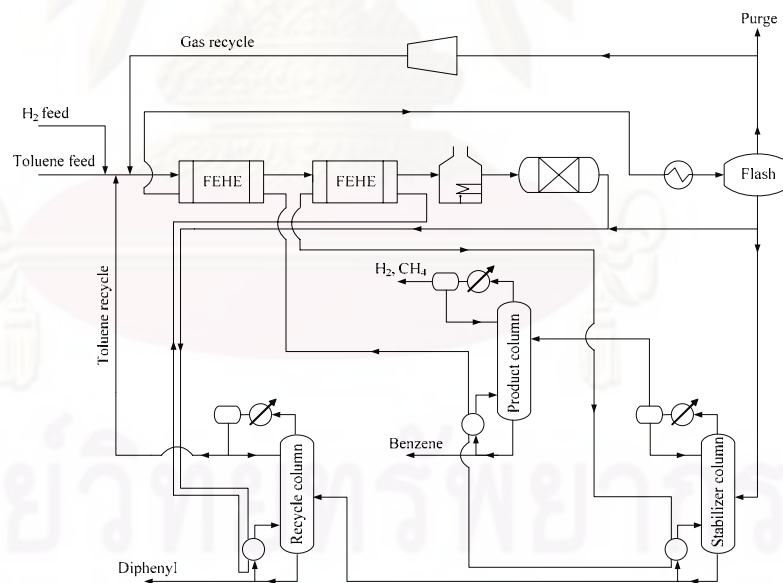 Purge
Gas recycle
H₂ feed
Toluene feed
FEHE
FEHE
Flash
H₂, CH₄
Toluene recycle
Product column
Benzene
Recycle column
Stabilizer column
Diphenyl